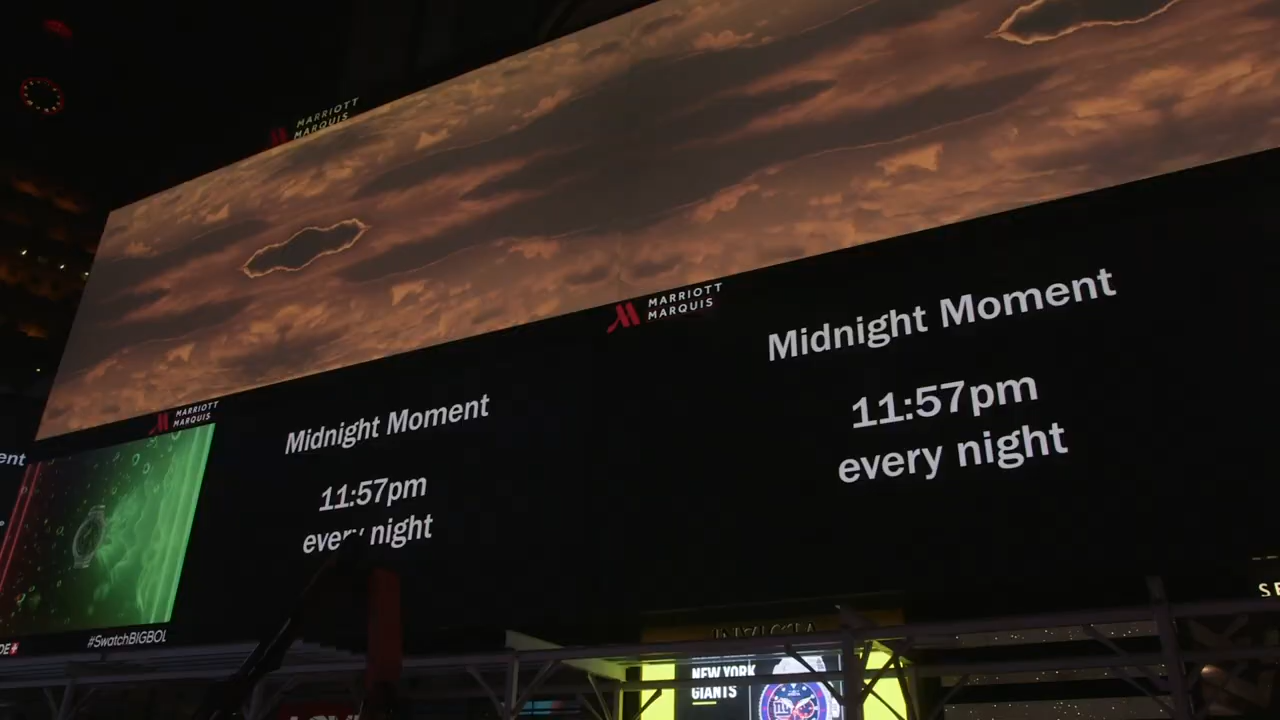 MARRIOTT
MARQUIS
MARRIOTT
MARQUIS
Midnight Moment
11:57pm
every night
MARRIOTT
MARQUIS
Midnight Moment
11:57pm
every night
#SwatchBIGBOL
INVICTA
NEW YORK
GIANTS